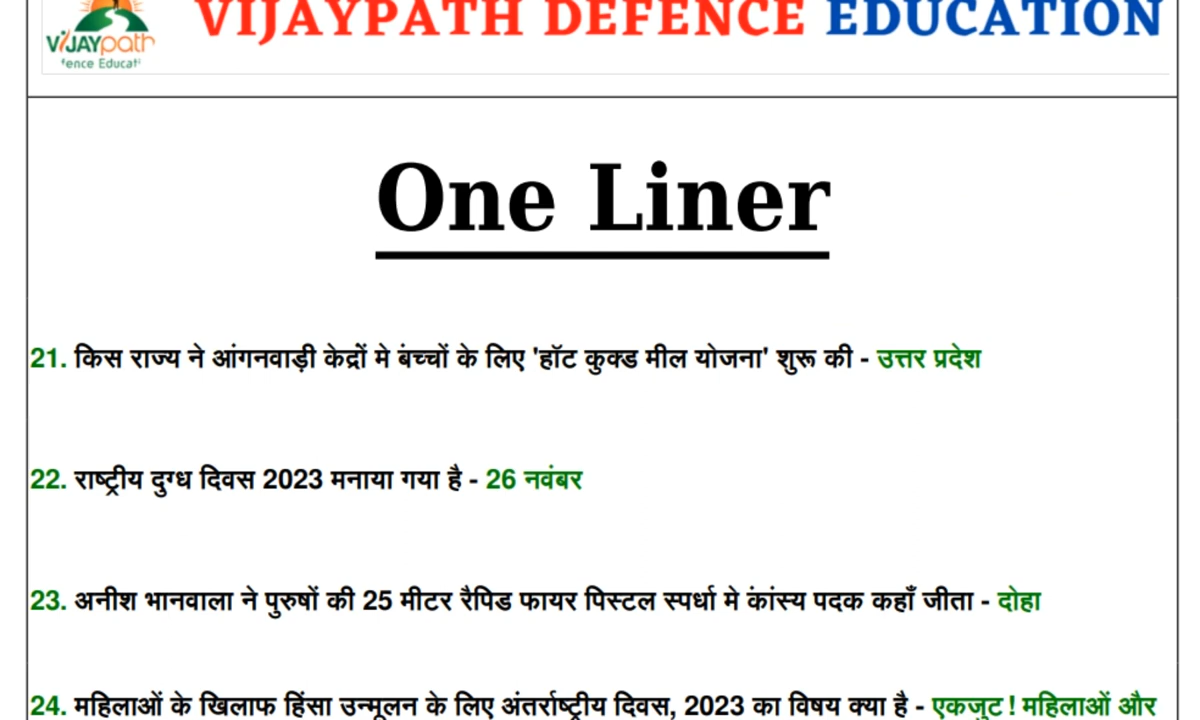 VIJAYPATH DEFENCE EDUCATION
VIJAYpath
fence Educati
One Liner
21. किस राज्य ने आंगनवाड़ी केद्रों मे बंच्चों के लिए 'हॉट कुक्ड मील योजना' शुरू की - उत्तर प्रदेश
22. राष्ट्रीय दुग्ध दिवस 2023 मनाया गया है - 26 नवंबर
23. अनीश भानवाला ने पुरुषों की 25 मीटर रैपिड फायर पिस्टल स्पर्धा मे कंांस्य पदक कहाँ जीता - दोहा
24. महिलाओं के खिलाफ हिंसा उन्मूलन के लिए अंतर्राष्ट्रीय दिवस, 2023 का विषय क्या है - एकजुट ! महिलाओं और